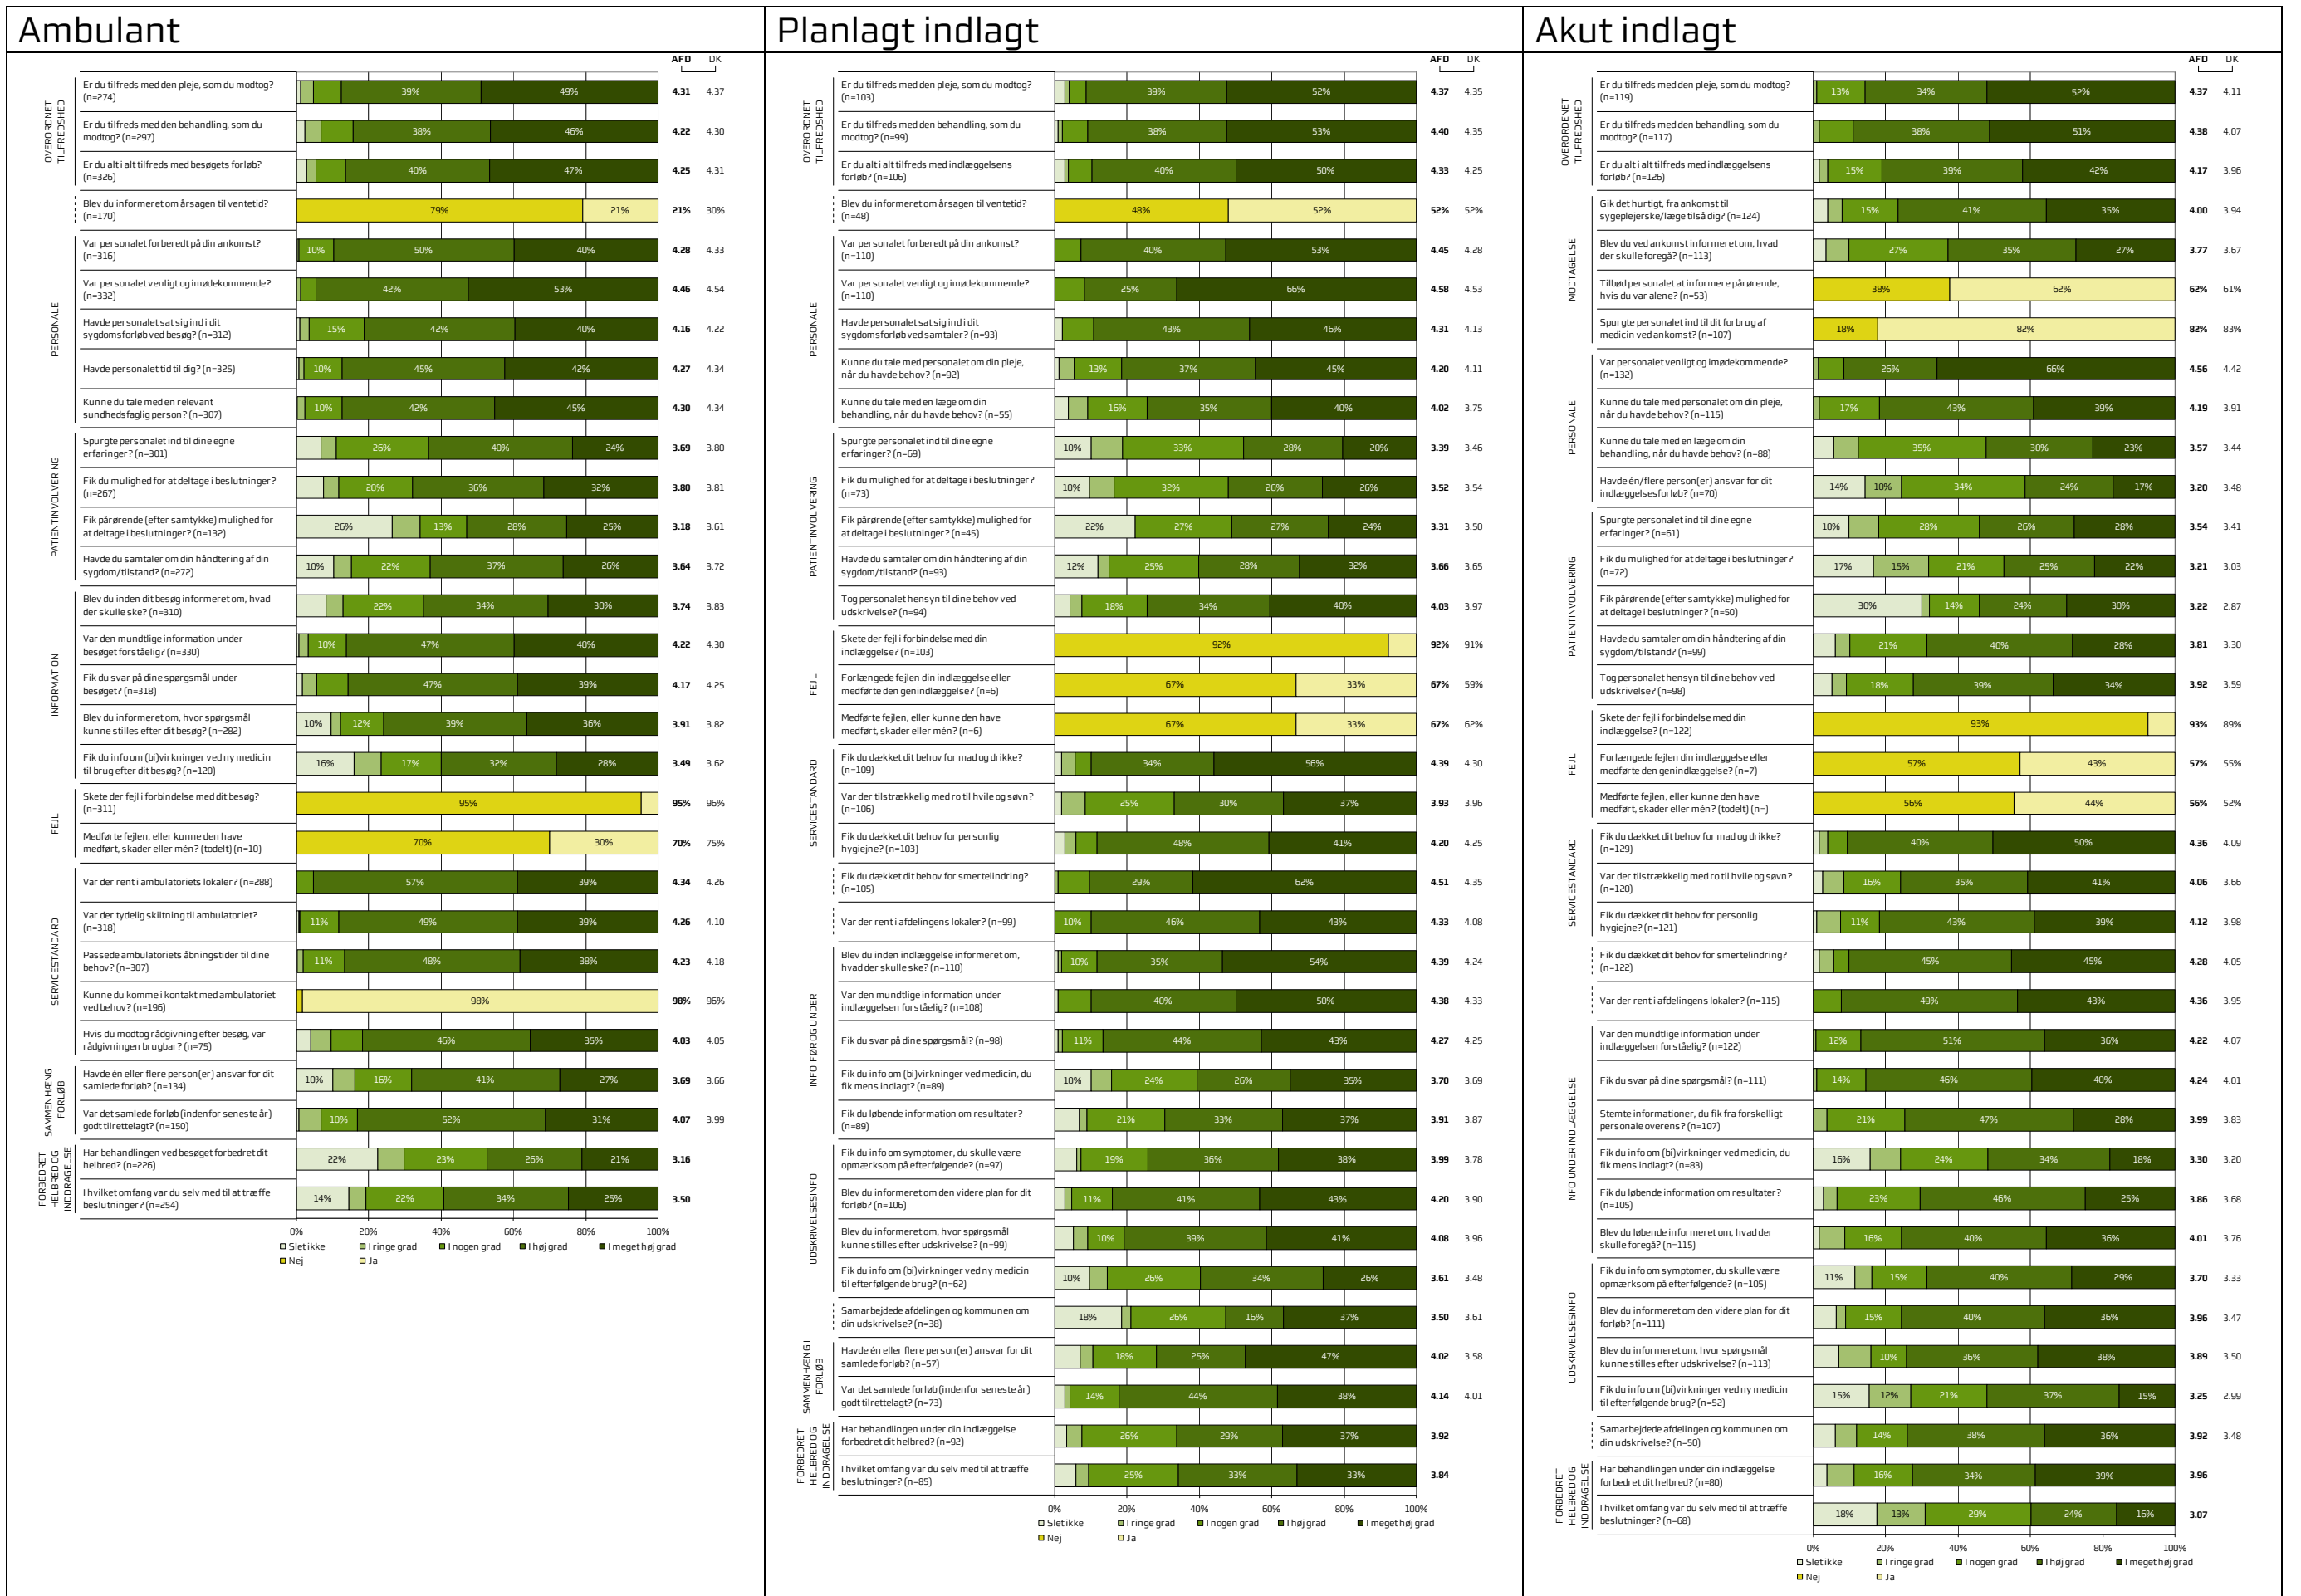 Ambulant
AFD DK
OVERORDNET
TILFREDSHED
Er du tilfreds med den pleje, som du modtog?
(n=274)
39% 49% 4.31 4.37
Er du tilfreds med den behandling, som du
modtog? (n=297)
38% 46% 4.22 4.30
Er du alt i alt tilfreds med besøgets forløb?
(n=326)
40% 47% 4.25 4.31
Blev du informeret om årsagen til ventetid?
(n=170)
79% 21% 21% 30%
PERSONALE
Var personalet forberedt på din ankomst?
(n=316)
10% 50% 40% 4.28 4.33
Var personalet venligt og imødekommende?
(n=332)
42% 53% 4.46 4.54
Havde personalet sat sig ind i dit
sygdomsforløb ved besøg? (n=312)
15% 42% 40% 4.16 4.22
Havde personalet tid til dig? (n=325)
10% 45% 42% 4.27 4.34
Kunne du tale med en relevant
sundhedsfaglig person? (n=307)
10% 42% 45% 4.30 4.34
PATIENTINVOLVERING
Spurgte personalet ind til dine egne
erfaringer? (n=301)
26% 40% 24% 3.69 3.80
Fik du mulighed for at deltage i beslutninger?
(n=267)
20% 36% 32% 3.80 3.81
Fik pårørende (efter samtykke) mulighed for
at deltage i beslutninger? (n=132)
26% 13% 28% 25% 3.18 3.61
Havde du samtaler om din håndtering af din
sygdom/tilstand? (n=272)
10% 22% 37% 26% 3.64 3.72
INFORMATION
Blev du inden dit besøg informeret om, hvad
der skulle ske? (n=310)
22% 34% 30% 3.74 3.83
Var den mundtlige information under
besøget forståelig? (n=330)
10% 47% 40% 4.22 4.30
Fik du svar på dine spørgsmål under
besøget? (n=318)
47% 39% 4.17 4.25
Blev du informeret om, hvor spørgsmål
kunne stilles efter dit besøg? (n=282)
10% 12% 39% 36% 3.91 3.82
Fik du info om (bi)virkninger ved ny medicin
til brug efter dit besøg? (n=120)
16% 17% 32% 28% 3.49 3.62
FEJL
Skete der fejl i forbindelse med dit besøg?
(n=311)
95% 95% 96%
Medførte fejlen, eller kunne den have
medført, skader eller mén? (todelt) (n=10)
70% 30% 70% 75%
SERVICESTANDARD
Var der rent i ambulatoriets lokaler? (n=288)
57% 39% 4.34 4.26
Var der tydelig skiltning til ambulatoriet?
(n=318)
11% 49% 39% 4.26 4.10
Passede ambulatoriets åbningstider til dine
behov? (n=307)
11% 48% 38% 4.23 4.18
Kunne du komme i kontakt med ambulatoriet
ved behov? (n=196)
98% 98% 96%
Hvis du modtog rådgivning efter besøg, var
rådgivningen brugbar? (n=75)
46% 35% 4.03 4.05
SAMMENHÆNG I
FORLØB
Havde én eller flere person(er) ansvar for dit
samlede forløb? (n=134)
10% 16% 41% 27% 3.69 3.66
Var det samlede forløb (indenfor seneste år)
godt tilrettelagt? (n=150)
10% 52% 31% 4.07 3.99
FORBEDRET
HELBRED OG
INDDRAGELSE
Har behandlingen ved besøget forbedret dit
helbred? (n=226)
22% 23% 26% 21% 3.16
I hvilket omfang var du selv med til at træffe
beslutninger? (n=254)
14% 22% 34% 25% 3.50
0% 20% 40% 60% 80% 100%
Slet ikke I ringe grad I nogen grad I høj grad I meget høj grad
Nej Ja
Planlagt indlagt
AFD DK
OVERORDNET
TILFREDSHED
Er du tilfreds med den pleje, som du modtog?
(n=103)
39% 52% 4.37 4.35
Er du tilfreds med den behandling, som du
modtog? (n=99)
38% 53% 4.40 4.35
Er du alt i alt tilfreds med indlæggelsens
forløb? (n=106)
40% 50% 4.33 4.25
Blev du informeret om årsagen til ventetid?
(n=48)
48% 52% 52% 52%
PERSONALE
Var personalet forberedt på din ankomst?
(n=110)
40% 53% 4.45 4.28
Var personalet venligt og imødekommende?
(n=110)
25% 66% 4.58 4.53
Havde personalet sat sig ind i dit
sygdomsforløb ved samtaler? (n=93)
43% 46% 4.31 4.13
Kunne du tale med personalet om din pleje,
når du havde behov? (n=92)
13% 37% 45% 4.20 4.11
Kunne du tale med en læge om din
behandling, når du havde behov? (n=55)
16% 35% 40% 4.02 3.75
PATIENTINVOLVERING
Spurgte personalet ind til dine egne
erfaringer? (n=69)
10% 33% 28% 20% 3.39 3.46
Fik du mulighed for at deltage i beslutninger?
(n=73)
10% 32% 26% 26% 3.52 3.54
Fik pårørende (efter samtykke) mulighed for
at deltage i beslutninger? (n=45)
22% 27% 27% 24% 3.31 3.50
Havde du samtaler om din håndtering af din
sygdom/tilstand? (n=93)
12% 25% 28% 32% 3.66 3.65
Tog personalet hensyn til dine behov ved
udskrivelse? (n=94)
18% 34% 40% 4.03 3.97
FEJL
Skete der fejl i forbindelse med din
indlæggelse? (n=103)
92% 92% 91%
Forlængede fejlen din indlæggelse eller
medførte den genindlæggelse? (n=6)
67% 33% 67% 59%
Medførte fejlen, eller kunne den have
medført, skader eller mén? (n=6)
67% 33% 67% 62%
SERVICESTANDARD
Fik du dækket dit behov for mad og drikke?
(n=109)
34% 56% 4.39 4.30
Var der tilstrækkelig med ro til hvile og søvn?
(n=106)
25% 30% 37% 3.93 3.96
Fik du dækket dit behov for personlig
hygiejne? (n=103)
48% 41% 4.20 4.25
Fik du dækket dit behov for smertelindring?
(n=105)
29% 62% 4.51 4.35
Var der rent i afdelingens lokaler? (n=99)
10% 46% 43% 4.33 4.08
INFO FØR OG UNDER
Blev du inden indlæggelse informeret om,
hvad der skulle ske? (n=110)
10% 35% 54% 4.39 4.24
Var den mundtlige information under
indlæggelsen forståelig? (n=108)
40% 50% 4.38 4.33
Fik du svar på dine spørgsmål? (n=98)
11% 44% 43% 4.27 4.25
Fik du info om (bi)virkninger ved medicin, du
fik mens indlagt? (n=89)
10% 24% 26% 35% 3.70 3.69
Fik du løbende information om resultater?
(n=89)
21% 33% 37% 3.91 3.87
UDSKRIVELSESINFO
Fik du info om symptomer, du skulle være
opmærksom på efterfølgende? (n=97)
19% 36% 38% 3.99 3.78
Blev du informeret om den videre plan for dit
forløb? (n=106)
11% 41% 43% 4.20 3.90
Blev du informeret om, hvor spørgsmål
kunne stilles efter udskrivelse? (n=99)
10% 39% 41% 4.08 3.96
Fik du info om (bi)virkninger ved ny medicin
til efterfølgende brug? (n=62)
10% 26% 34% 26% 3.61 3.48
Samarbejdede afdelingen og kommunen om
din udskrivelse? (n=38)
18% 26% 16% 37% 3.50 3.61
SAMMENHÆNG I
FORLØB
Havde én eller flere person(er) ansvar for dit
samlede forløb? (n=57)
18% 25% 47% 4.02 3.58
Var det samlede forløb (indenfor seneste år)
godt tilrettelagt? (n=73)
14% 44% 38% 4.14 4.01
FORBEDRET
HELBRED OG
INDDRAGELSE
Har behandlingen under din indlæggelse
forbedret dit helbred? (n=92)
26% 29% 37% 3.92
I hvilket omfang var du selv med til at træffe
beslutninger? (n=85)
25% 33% 33% 3.84
0% 20% 40% 60% 80% 100%
Slet ikke I ringe grad I nogen grad I høj grad I meget høj grad
Nej Ja
Akut indlagt
AFD DK
OVERORDENET
TILFREDSHED
Er du tilfreds med den pleje, som du modtog?
(n=119)
13% 34% 52% 4.37 4.11
Er du tilfreds med den behandling, som du
modtog? (n=117)
38% 51% 4.38 4.07
Er du alt i alt tilfreds med indlæggelsens
forløb? (n=126)
15% 39% 42% 4.17 3.96
MODTAGELSE
Gik det hurtigt, fra ankomst til
sygeplejerske/læge tilså dig? (n=124)
15% 41% 35% 4.00 3.94
Blev du ved ankomst informeret om, hvad
der skulle foregå? (n=113)
27% 35% 27% 3.77 3.67
Tilbød personalet at informere pårørende,
hvis du var alene? (n=53)
38% 62% 62% 61%
Spurgte personalet ind til dit forbrug af
medicin ved ankomst? (n=107)
18% 82% 82% 83%
PERSONALE
Var personalet venligt og imødekommende?
(n=132)
26% 66% 4.56 4.42
Kunne du tale med personalet om din pleje,
når du havde behov? (n=115)
17% 43% 39% 4.19 3.91
Kunne du tale med en læge om din
behandling, når du havde behov? (n=88)
35% 30% 23% 3.57 3.44
Havde én/flere person(er) ansvar for dit
indlæggelsesforløb? (n=70)
14% 10% 34% 24% 17% 3.20 3.48
PATIENTINVOLVERING
Spurgte personalet ind til dine egne
erfaringer? (n=61)
10% 28% 26% 28% 3.54 3.41
Fik du mulighed for at deltage i beslutninger?
(n=72)
17% 15% 21% 25% 22% 3.21 3.03
Fik pårørende (efter samtykke) mulighed for
at deltage i beslutninger? (n=50)
30% 14% 24% 30% 3.22 2.87
Havde du samtaler om din håndtering af din
sygdom/tilstand? (n=99)
21% 40% 28% 3.81 3.30
Tog personalet hensyn til dine behov ved
udskrivelse? (n=98)
18% 39% 34% 3.92 3.59
FEJL
Skete der fejl i forbindelse med din
indlæggelse? (n=122)
93% 93% 89%
Forlængede fejlen din indlæggelse eller
medførte den genindlæggelse? (n=7)
57% 43% 57% 55%
Medførte fejlen, eller kunne den have
medført, skader eller mén? (todelt) (n=)
56% 44% 56% 52%
SERVICESTANDARD
Fik du dækket dit behov for mad og drikke?
(n=129)
40% 50% 4.36 4.09
Var der tilstrækkelig med ro til hvile og søvn?
(n=120)
16% 35% 41% 4.06 3.66
Fik du dækket dit behov for personlig
hygiejne? (n=121)
11% 43% 39% 4.12 3.98
Fik du dækket dit behov for smertelindring?
(n=122)
45% 45% 4.28 4.05
Var der rent i afdelingens lokaler? (n=115)
49% 43% 4.36 3.95
INFO UNDER INDLÆGGELSE
Var den mundtlige information under
indlæggelsen forståelig? (n=122)
12% 51% 36% 4.22 4.07
Fik du svar på dine spørgsmål? (n=111)
14% 46% 40% 4.24 4.01
Stemte informationer, du fik fra forskelligt
personale overens? (n=107)
21% 47% 28% 3.99 3.83
Fik du info om (bi)virkninger ved medicin, du
fik mens indlagt? (n=83)
16% 24% 34% 18% 3.30 3.20
Fik du løbende information om resultater?
(n=105)
23% 46% 25% 3.86 3.68
Blev du løbende informeret om, hvad der
skulle foregå? (n=115)
16% 40% 36% 4.01 3.76
UDSKRIVELSESINFO
Fik du info om symptomer, du skulle være
opmærksom på efterfølgende? (n=105)
11% 15% 40% 29% 3.70 3.33
Blev du informeret om den videre plan for dit
forløb? (n=111)
15% 40% 36% 3.96 3.47
Blev du informeret om, hvor spørgsmål
kunne stilles efter udskrivelse? (n=113)
10% 36% 38% 3.89 3.50
Fik du info om (bi)virkninger ved ny medicin
til efterfølgende brug? (n=52)
15% 12% 21% 37% 15% 3.25 2.99
Samarbejdede afdelingen og kommunen om
din udskrivelse? (n=50)
14% 38% 36% 3.92 3.48
FORBEDRET
HELBRED OG
INDDRAGELSE
Har behandlingen under din indlæggelse
forbedret dit helbred? (n=80)
16% 34% 39% 3.96
I hvilket omfang var du selv med til at træffe
beslutninger? (n=68)
18% 13% 29% 24% 16% 3.07
0% 20% 40% 60% 80% 100%
Slet ikke I ringe grad I nogen grad I høj grad I meget høj grad
Nej Ja